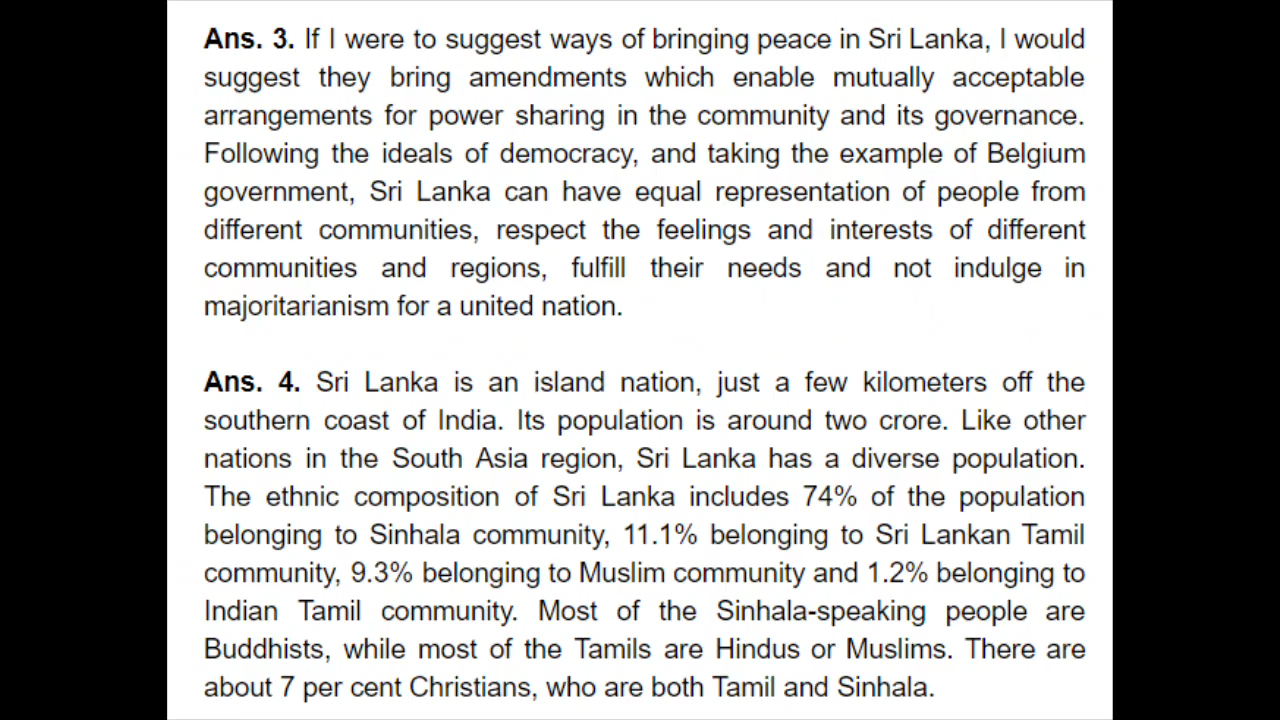 Ans. 3. If I were to suggest ways of bringing peace in Sri Lanka, I would
suggest they bring amendments which enable mutually acceptable
arrangements for power sharing in the community and its governance.
Following the ideals of democracy, and taking the example of Belgium
government, Sri Lanka can have equal representation of people from
different communities, respect the feelings and interests of different
communities and regions, fulfill their needs and not indulge in
majoritarianism for a united nation.
Ans. 4. Sri Lanka is an island nation, just a few kilometers off the
southern coast of India. Its population is around two crore. Like other
nations in the South Asia region, Sri Lanka has a diverse population.
The ethnic composition of Sri Lanka includes 74% of the population
belonging to Sinhala community, 11.1% belonging to Sri Lankan Tamil
community, 9.3% belonging to Muslim community and 1.2% belonging to
Indian Tamil community. Most of the Sinhala-speaking people are
Buddhists, while most of the Tamils are Hindus or Muslims. There are
about 7 per cent Christians, who are both Tamil and Sinhala.